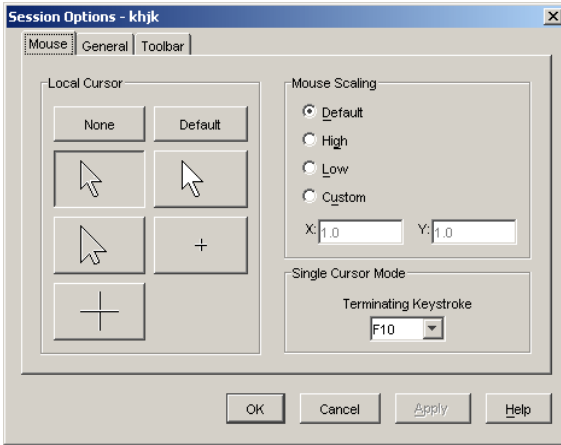 Session Options - khjk
Mouse General Toolbar
Local Cursor
None Default
Mouse Scaling
Default
High
Low
Custom
X: 1.0 Y: 1.0
Single Cursor Mode
Terminating Keystroke
F10
OK Cancel Apply Help